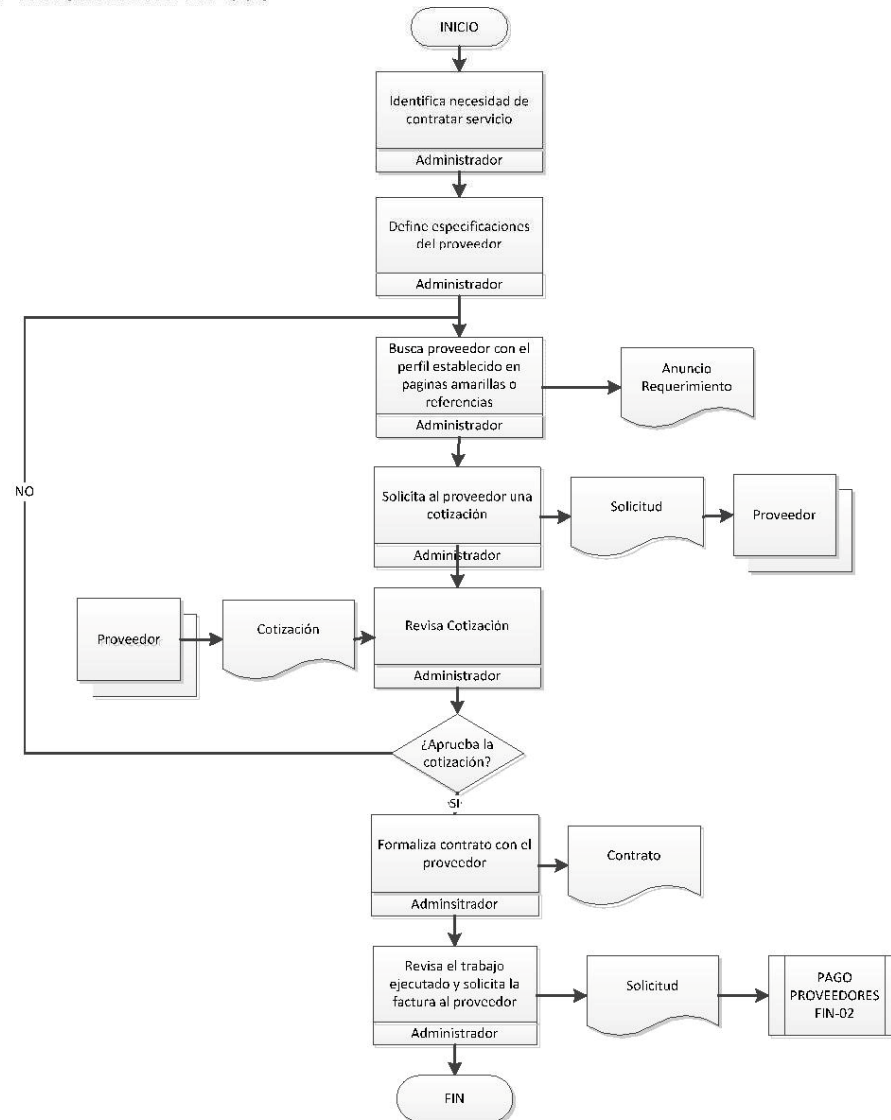 INICIO
Identifica necesidad de
contratar servicio
Administrador
Define especificaciones
del proveedor
Administrador
Busca proveedor con el
perfil establecido en
paginas amarillas o
referencias
Administrador
Anuncio
Requerimiento
NO
Solicita al proveedor una
cotización
Administrador
Solicitud
Proveedor
Proveedor
Cotización
Revisa Cotización
Administrador
¿Aprueba la
cotización?
SI
Formaliza contrato con el
proveedor
Adminsitrador
Contrato
Revisa el trabajo
ejecutado y solicita la
factura al proveedor
Administrador
Solicitud
PAGO
PROVEEDORES
FIN-02
FIN